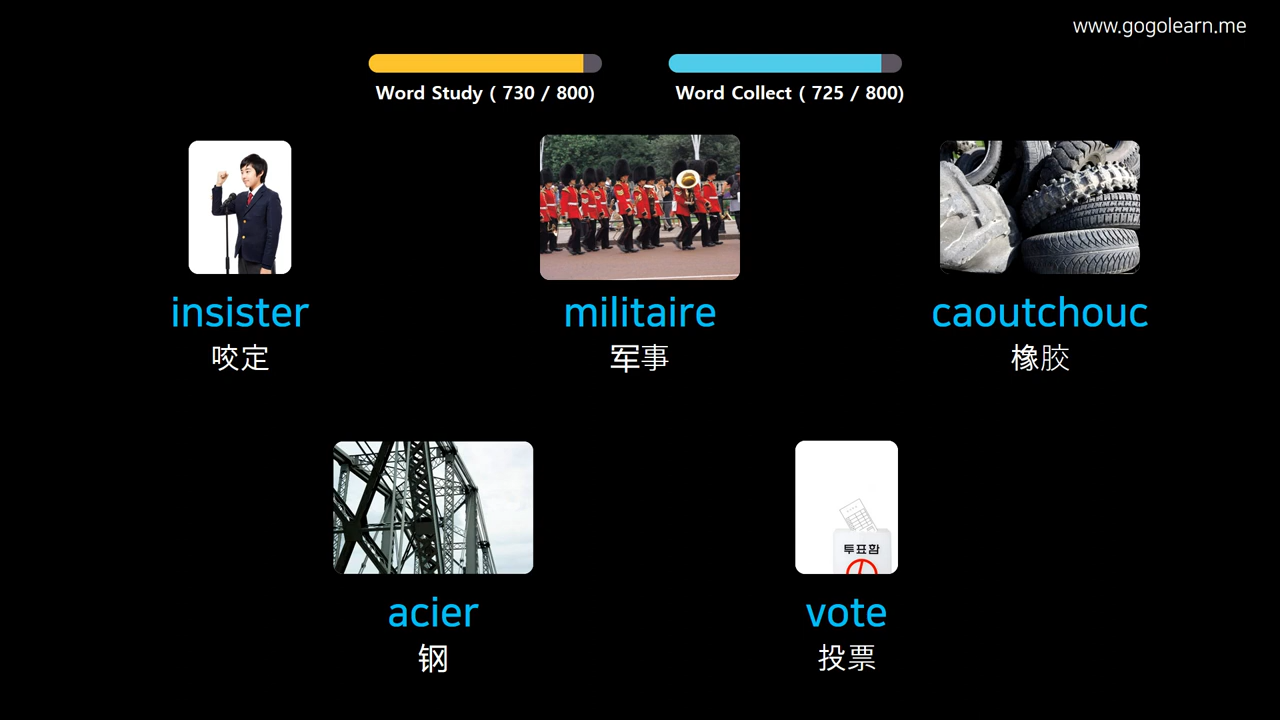 www.gogolearn.me
Word Study ( 730 / 800)
Word Collect ( 725 / 800)
insister
咬定
militaire
军事
caoutchouc
橡胶
acier
钢
투표함
vote
投票